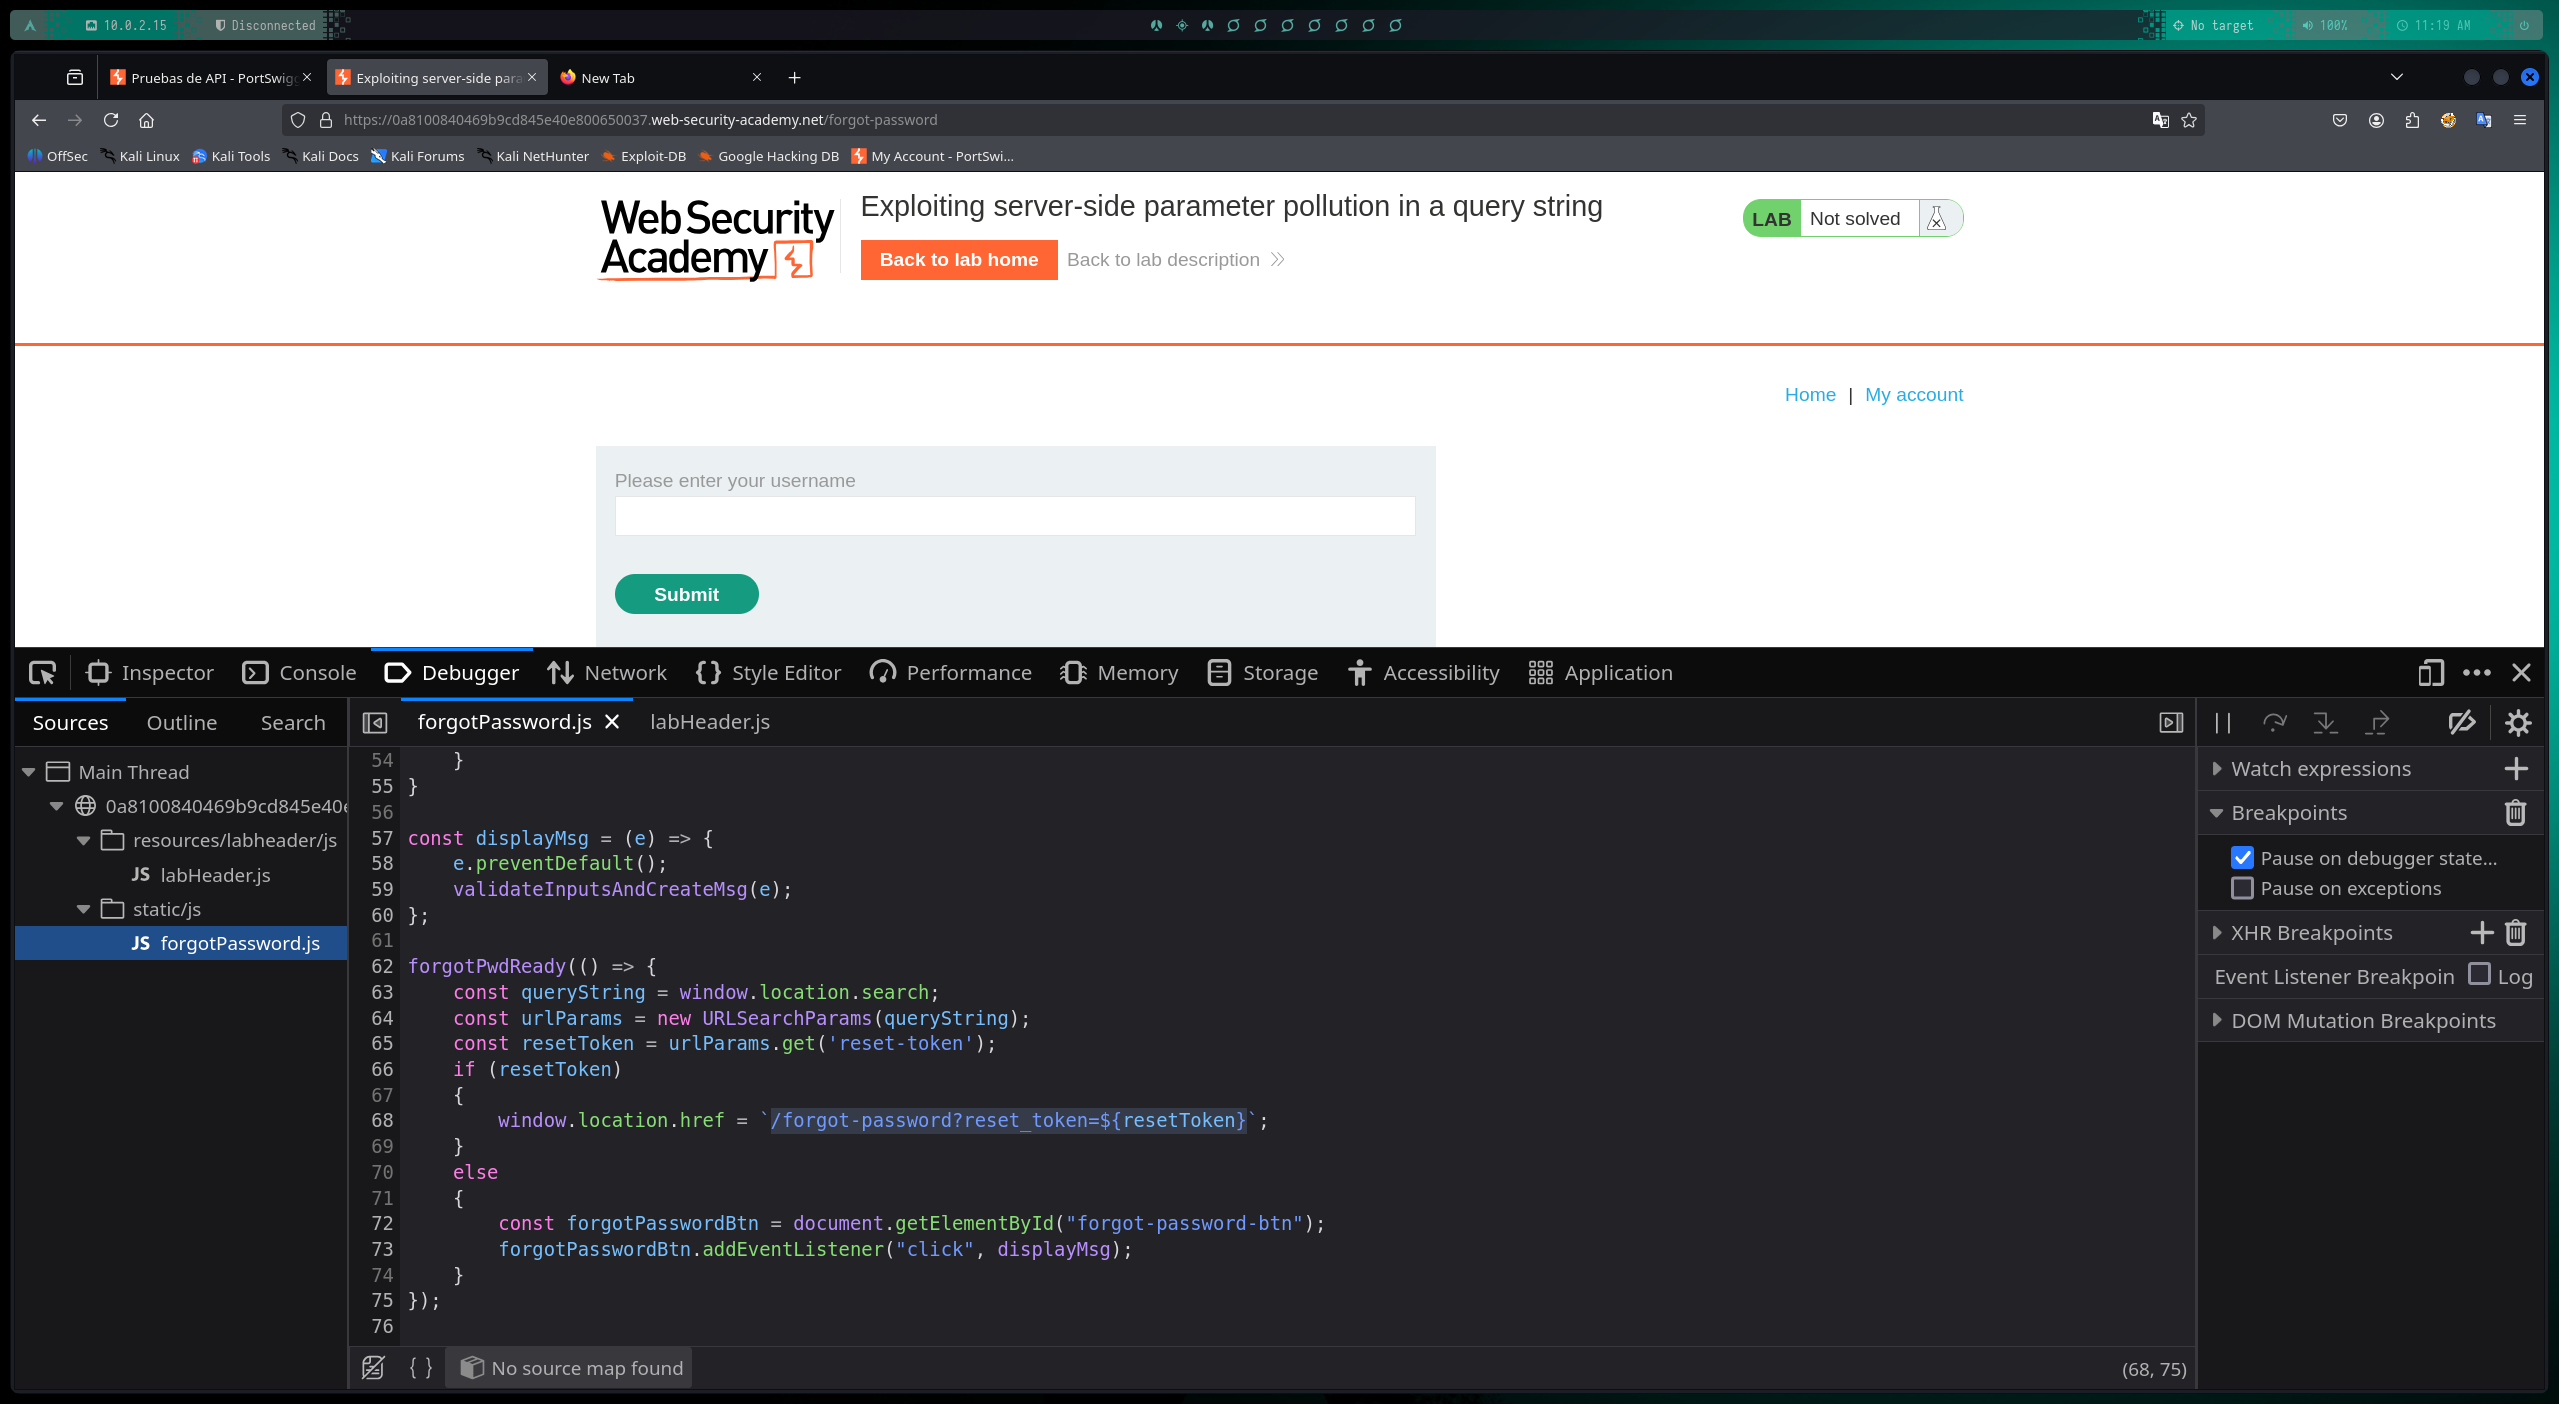 10.0.2.15
Disconnected
No target
100%
11:19 AM
Pruebas de API - PortSwigg
Exploiting server-side para
New Tab
https://0a8100840469b9cd845e40e800650037.web-security-academy.net/forgot-password
OffSec
Kali Linux
Kali Tools
Kali Docs
Kali Forums
Kali NetHunter
Exploit-DB
Google Hacking DB
My Account - PortSwi...
Web Security
Academy
Exploiting server-side parameter pollution in a query string
Back to lab home
Back to lab description
LAB
Not solved
Home | My account
Please enter your username
Submit
Inspector
Console
Debugger
Network
Style Editor
Performance
Memory
Storage
Accessibility
Application
Sources
Outline
Search
forgotPassword.js
labHeader.js
Main Thread
0a8100840469b9cd845e40e
resources/labheader/js
JS labHeader.js
static/js
JS forgotPassword.js
54     }
55 }
56
57 const displayMsg = (e) => {
58     e.preventDefault();
59     validateInputsAndCreateMsg(e);
60 };
61
62 forgotPwdReady(() => {
63     const queryString = window.location.search;
64     const urlParams = new URLSearchParams(queryString);
65     const resetToken = urlParams.get('reset-token');
66     if (resetToken)
67     {
68         window.location.href = `/forgot-password?reset_token=${resetToken}`;
69     }
70     else
71     {
72         const forgotPasswordBtn = document.getElementById("forgot-password-btn");
73         forgotPasswordBtn.addEventListener("click", displayMsg);
74     }
75 });
76
{ } No source map found
(68, 75)
Watch expressions
Breakpoints
Pause on debugger state...
Pause on exceptions
XHR Breakpoints
Event Listener Breakpoin
Log
DOM Mutation Breakpoints